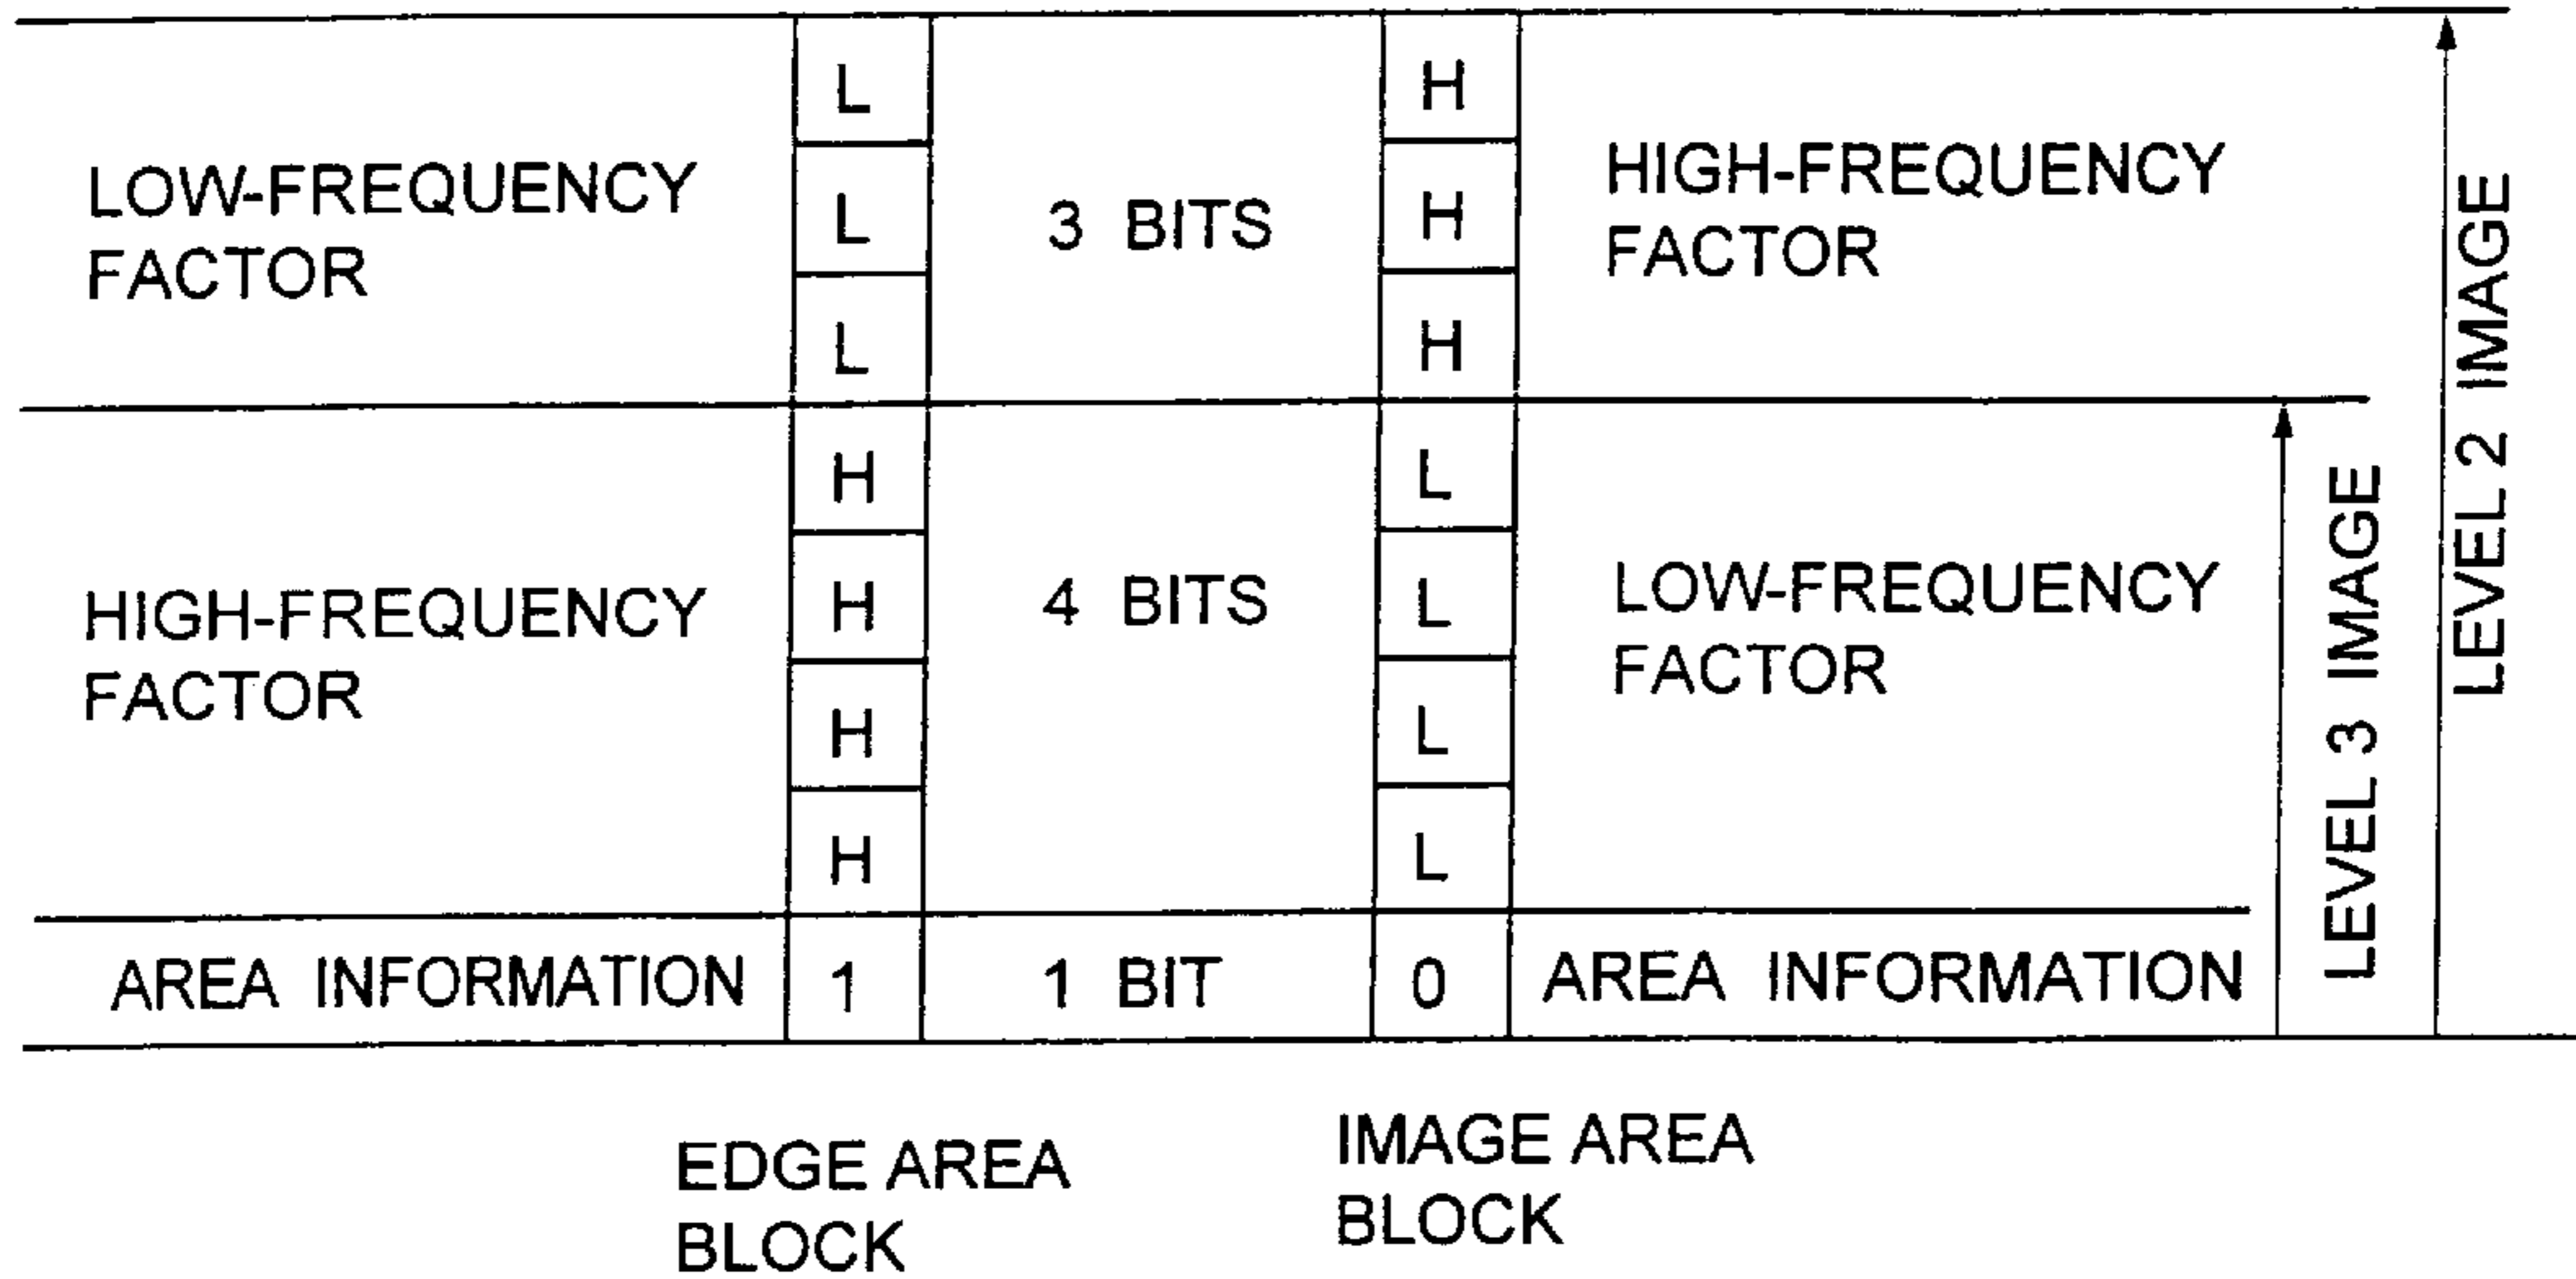 L
H
LOW-FREQUENCY
FACTOR
L
3 BITS
H
HIGH-FREQUENCY
FACTOR
L
H
LEVEL 2 IMAGE
H
L
HIGH-FREQUENCY
FACTOR
H
4 BITS
L
LOW-FREQUENCY
FACTOR
H
L
LEVEL 3 IMAGE
H
L
AREA INFORMATION
1
1 BIT
0
AREA INFORMATION
EDGE AREA
BLOCK
IMAGE AREA
BLOCK